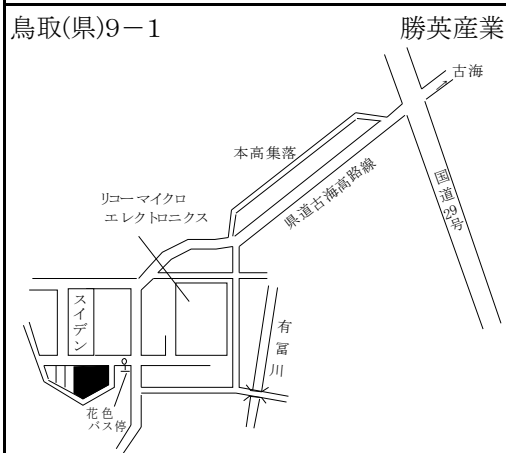 鳥取(県)9－1
勝英産業
古海
本高集落
県道古海高路線
国道29号
リコーマイクロ
エレクトロニクス
スイデン
有冨川
花色
バス停